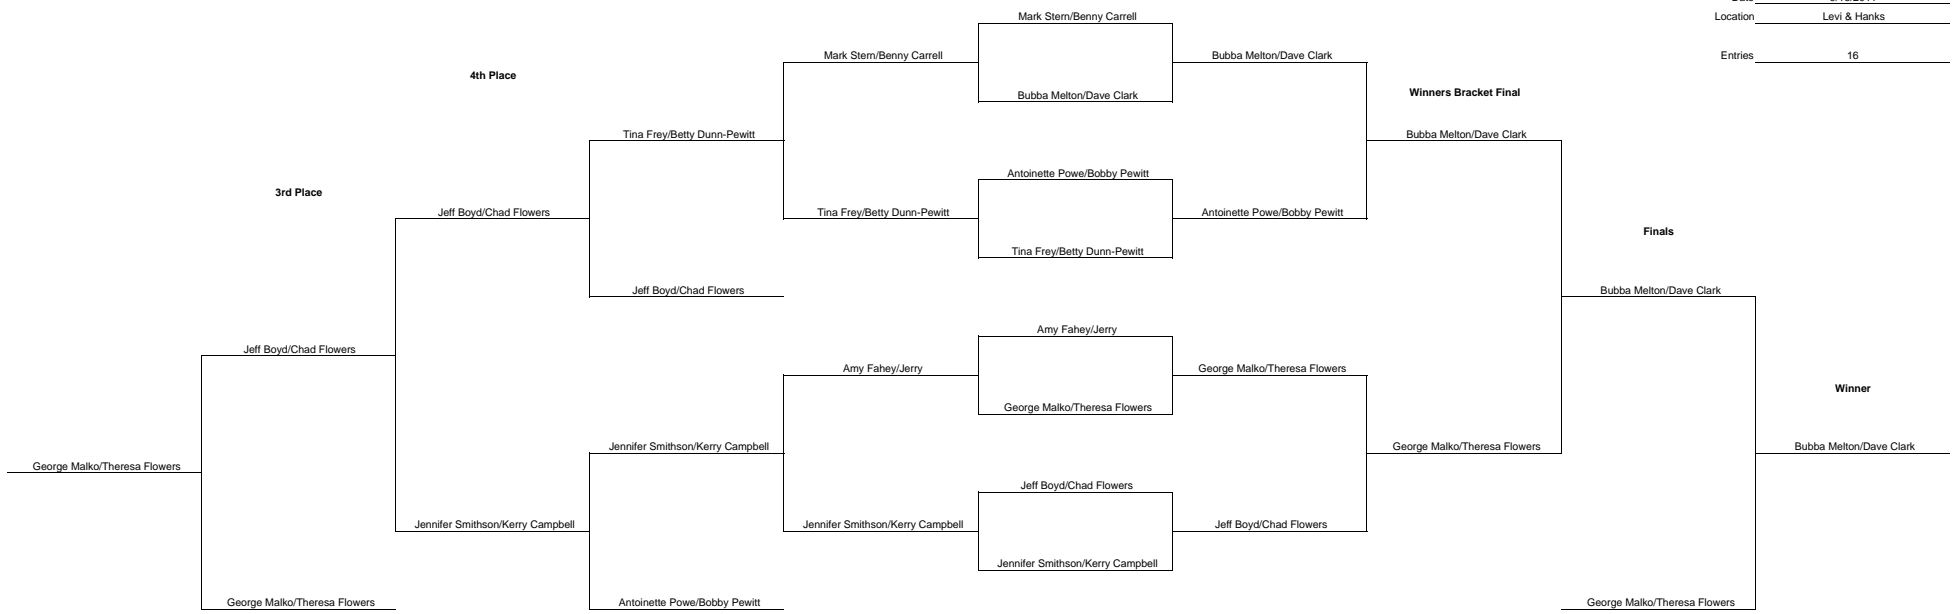 Mark Stern/Benny Carrell
Location Levi & Hanks
Mark Stern/Benny Carrell
Bubba Melton/Dave Clark
Entries 16
4th Place
Bubba Melton/Dave Clark
Winners Bracket Final
Tina Frey/Betty Dunn-Pewitt
Bubba Melton/Dave Clark
Antoinette Powe/Bobby Pewitt
3rd Place
Jeff Boyd/Chad Flowers
Tina Frey/Betty Dunn-Pewitt
Antoinette Powe/Bobby Pewitt
Finals
Tina Frey/Betty Dunn-Pewitt
Jeff Boyd/Chad Flowers
Bubba Melton/Dave Clark
Amy Fahey/Jerry
Jeff Boyd/Chad Flowers
Amy Fahey/Jerry
George Malko/Theresa Flowers
Winner
George Malko/Theresa Flowers
Jennifer Smithson/Kerry Campbell
George Malko/Theresa Flowers
Bubba Melton/Dave Clark
George Malko/Theresa Flowers
Jeff Boyd/Chad Flowers
Jennifer Smithson/Kerry Campbell
Jennifer Smithson/Kerry Campbell
Jeff Boyd/Chad Flowers
Jennifer Smithson/Kerry Campbell
George Malko/Theresa Flowers
Antoinette Powe/Bobby Pewitt
George Malko/Theresa Flowers